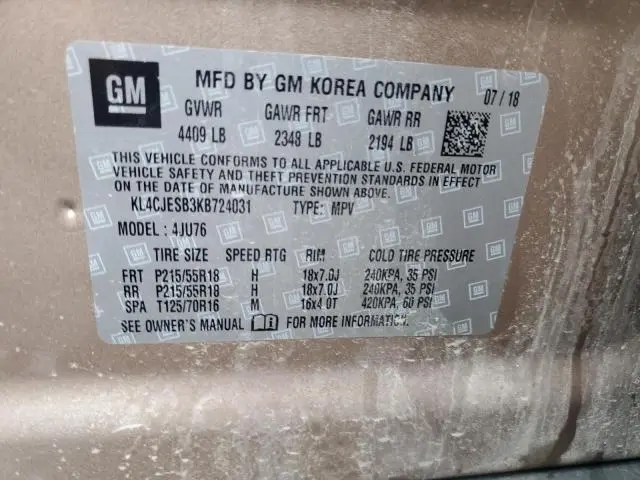 GM MFD BY GM KOREA COMPANY 07 / 18
GVWR GAWR FRT GAWR RR
4409 LB 2348 LB 2194 LB
THIS VEHICLE CONFORMS TO ALL APPLICABLE U.S. FEDERAL MOTOR
VEHICLE SAFETY AND THEFT PREVENTION STANDARDS IN EFFECT
ON THE DATE OF MANUFACTURE SHOWN ABOVE.
KL4CJESB3KB724031 TYPE: MPV
MODEL : 4JU76
TIRE SIZE SPEED RTG RIM COLD TIRE PRESSURE
FRT P215/55R18 H 18x7.0J 240KPA, 35 PSI
RR P215/55R18 H 18x7.0J 240KPA, 35 PSI
SPA T125/70R16 M 16x4.0T 420KPA, 60 PSI
SEE OWNER'S MANUAL FOR MORE INFORMATION.